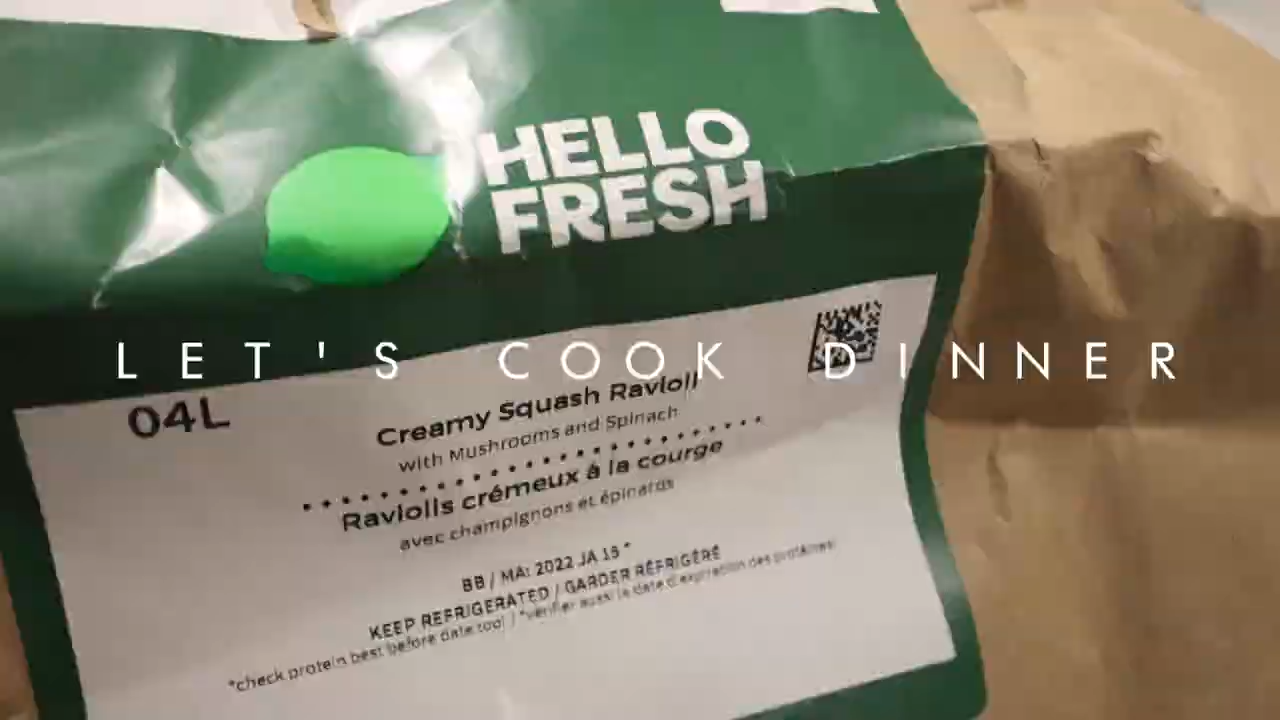 HELLO
FRESH
LET'S COOK DINNER
04L
Creamy Squash Ravioli
with Mushrooms and Spinach
Raviolis crémeux à la courge
avec champignons et épinards
BB / MA: 2022 JA 15 *
KEEP REFRIGERATED / GARDER RÉFRIGÉRÉ
*check protein best before date too! / *vérifier aussi la date d'expiration des protéines!